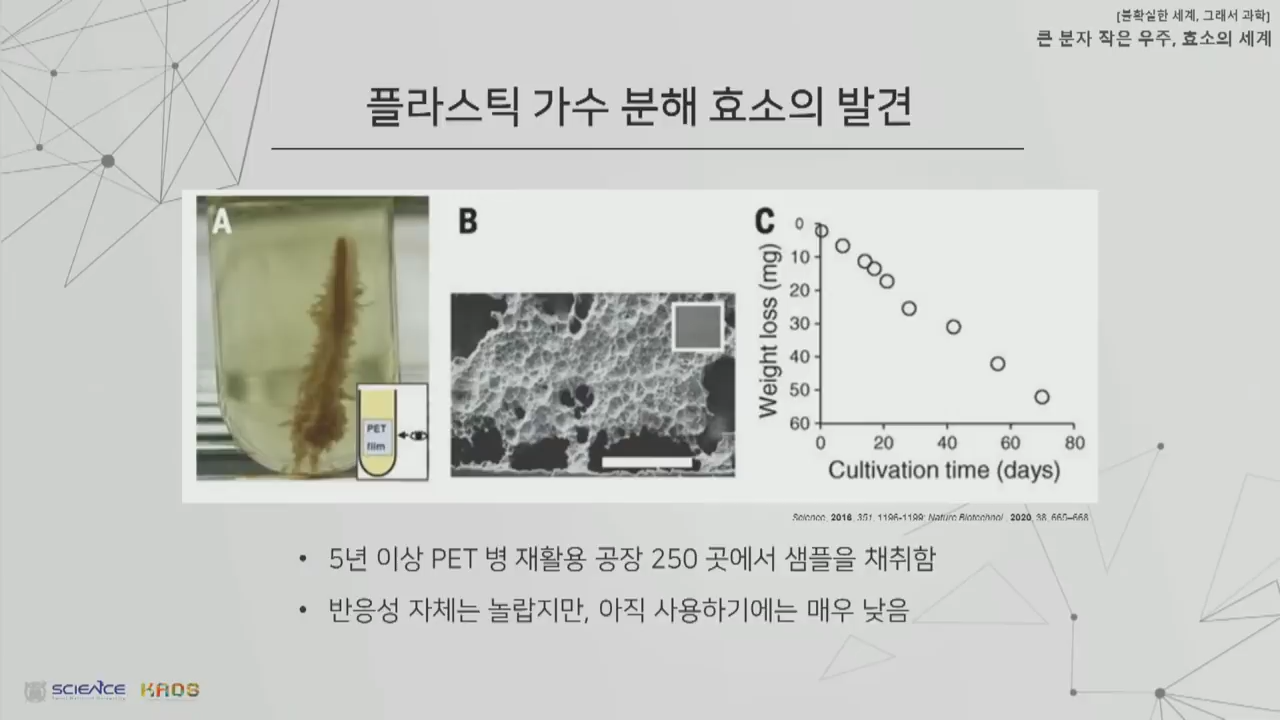 [불확실한 세계, 그래서 과학]
큰 분자 작은 우주, 효소의 세계
플라스틱 가수 분해 효소의 발견
A
PET
film
B
C
Weight loss (mg)
0
10
20
30
40
50
60
0 20 40 60 80
Cultivation time (days)
Science, 2016, 351, 1196-1199; Nature Biotechnol., 2020, 38, 665–668
• 5년 이상 PET 병 재활용 공장 250 곳에서 샘플을 채취함
• 반응성 자체는 놀랍지만, 아직 사용하기에는 매우 낮음
SCIENCE
KAOS